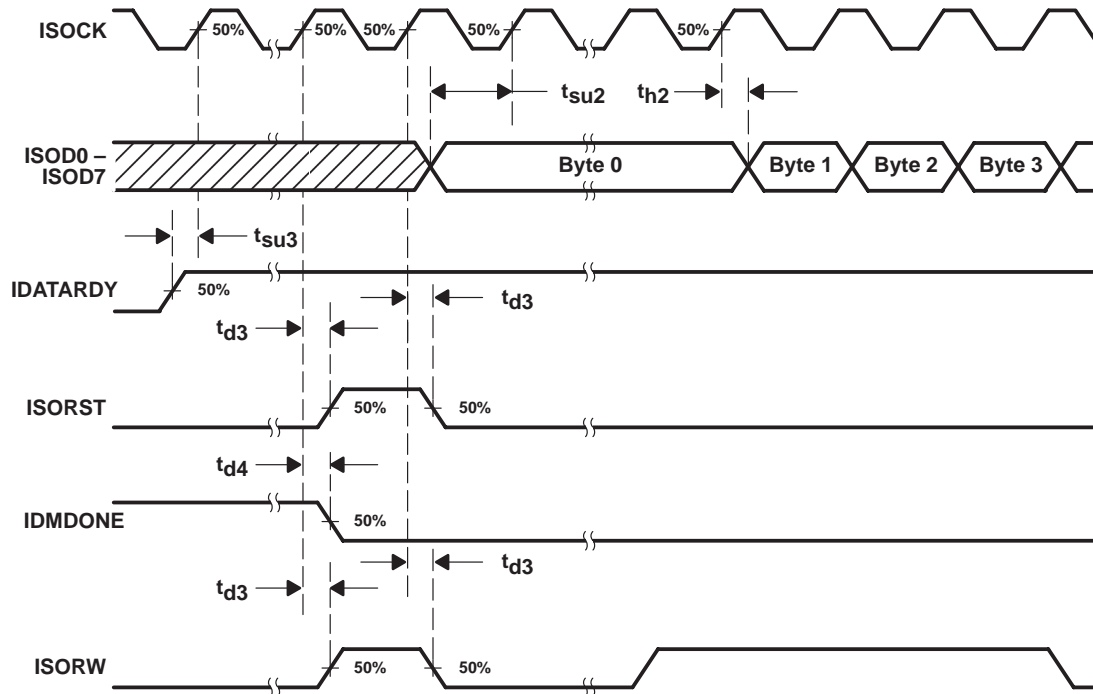 ISOCK
50% 50% 50% 50% 50%
tsu2 th2
ISOD0 –
ISOD7
Byte 0 Byte 1 Byte 2 Byte 3
tsu3
IDATARDY
50%
td3
td3
ISORST
50% 50%
td4
IDMDONE
50%
td3
td3
ISORW
50% 50%